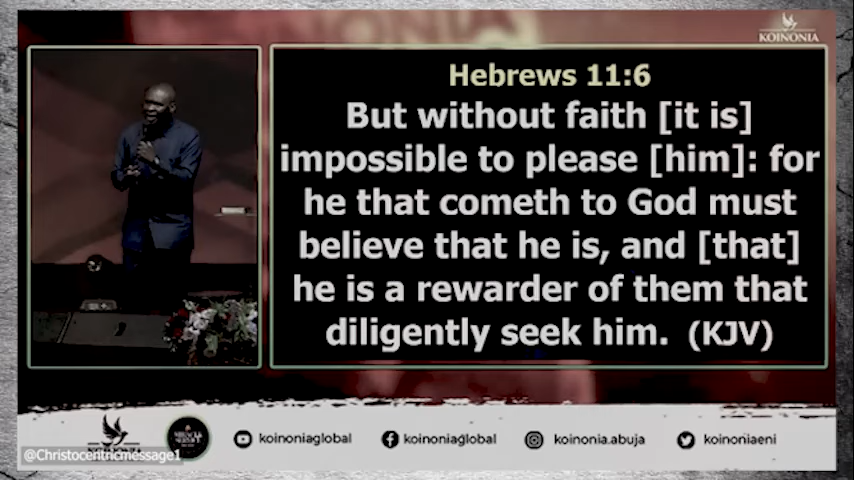 KOINONIA
Hebrews 11:6
But without faith [it is]
impossible to please [him]: for
he that cometh to God must
believe that he is, and [that]
he is a rewarder of them that
diligently seek him. (KJV)
koinoniaglobal
koinoniaglobal
koinonia.abuja
koinoniaeni
@Christocentricmessage1